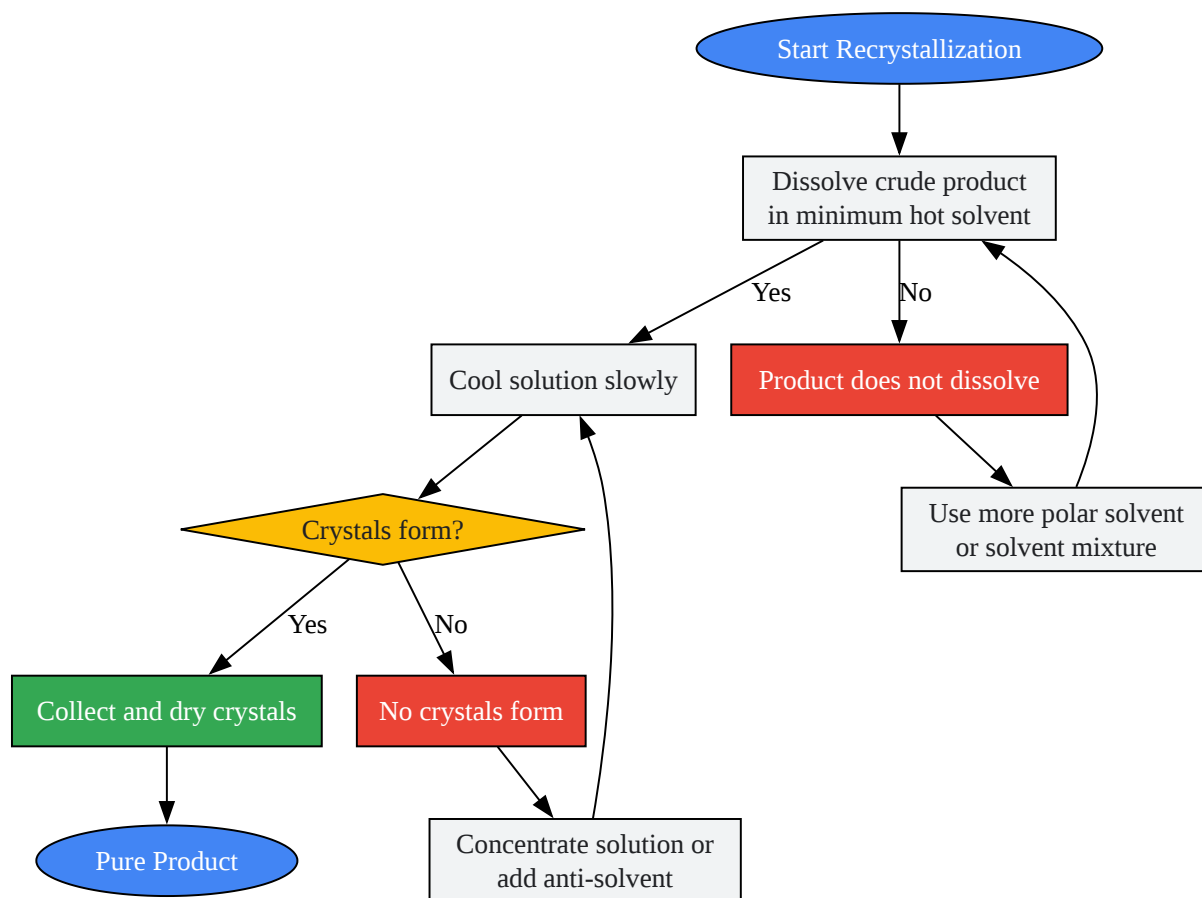 Start Recrystallization
Dissolve crude product
in minimum hot solvent
Yes
No
Cool solution slowly
Product does not dissolve
Use more polar solvent
or solvent mixture
Crystals form?
Yes
No
Collect and dry crystals
No crystals form
Concentrate solution or
add anti-solvent
Pure Product